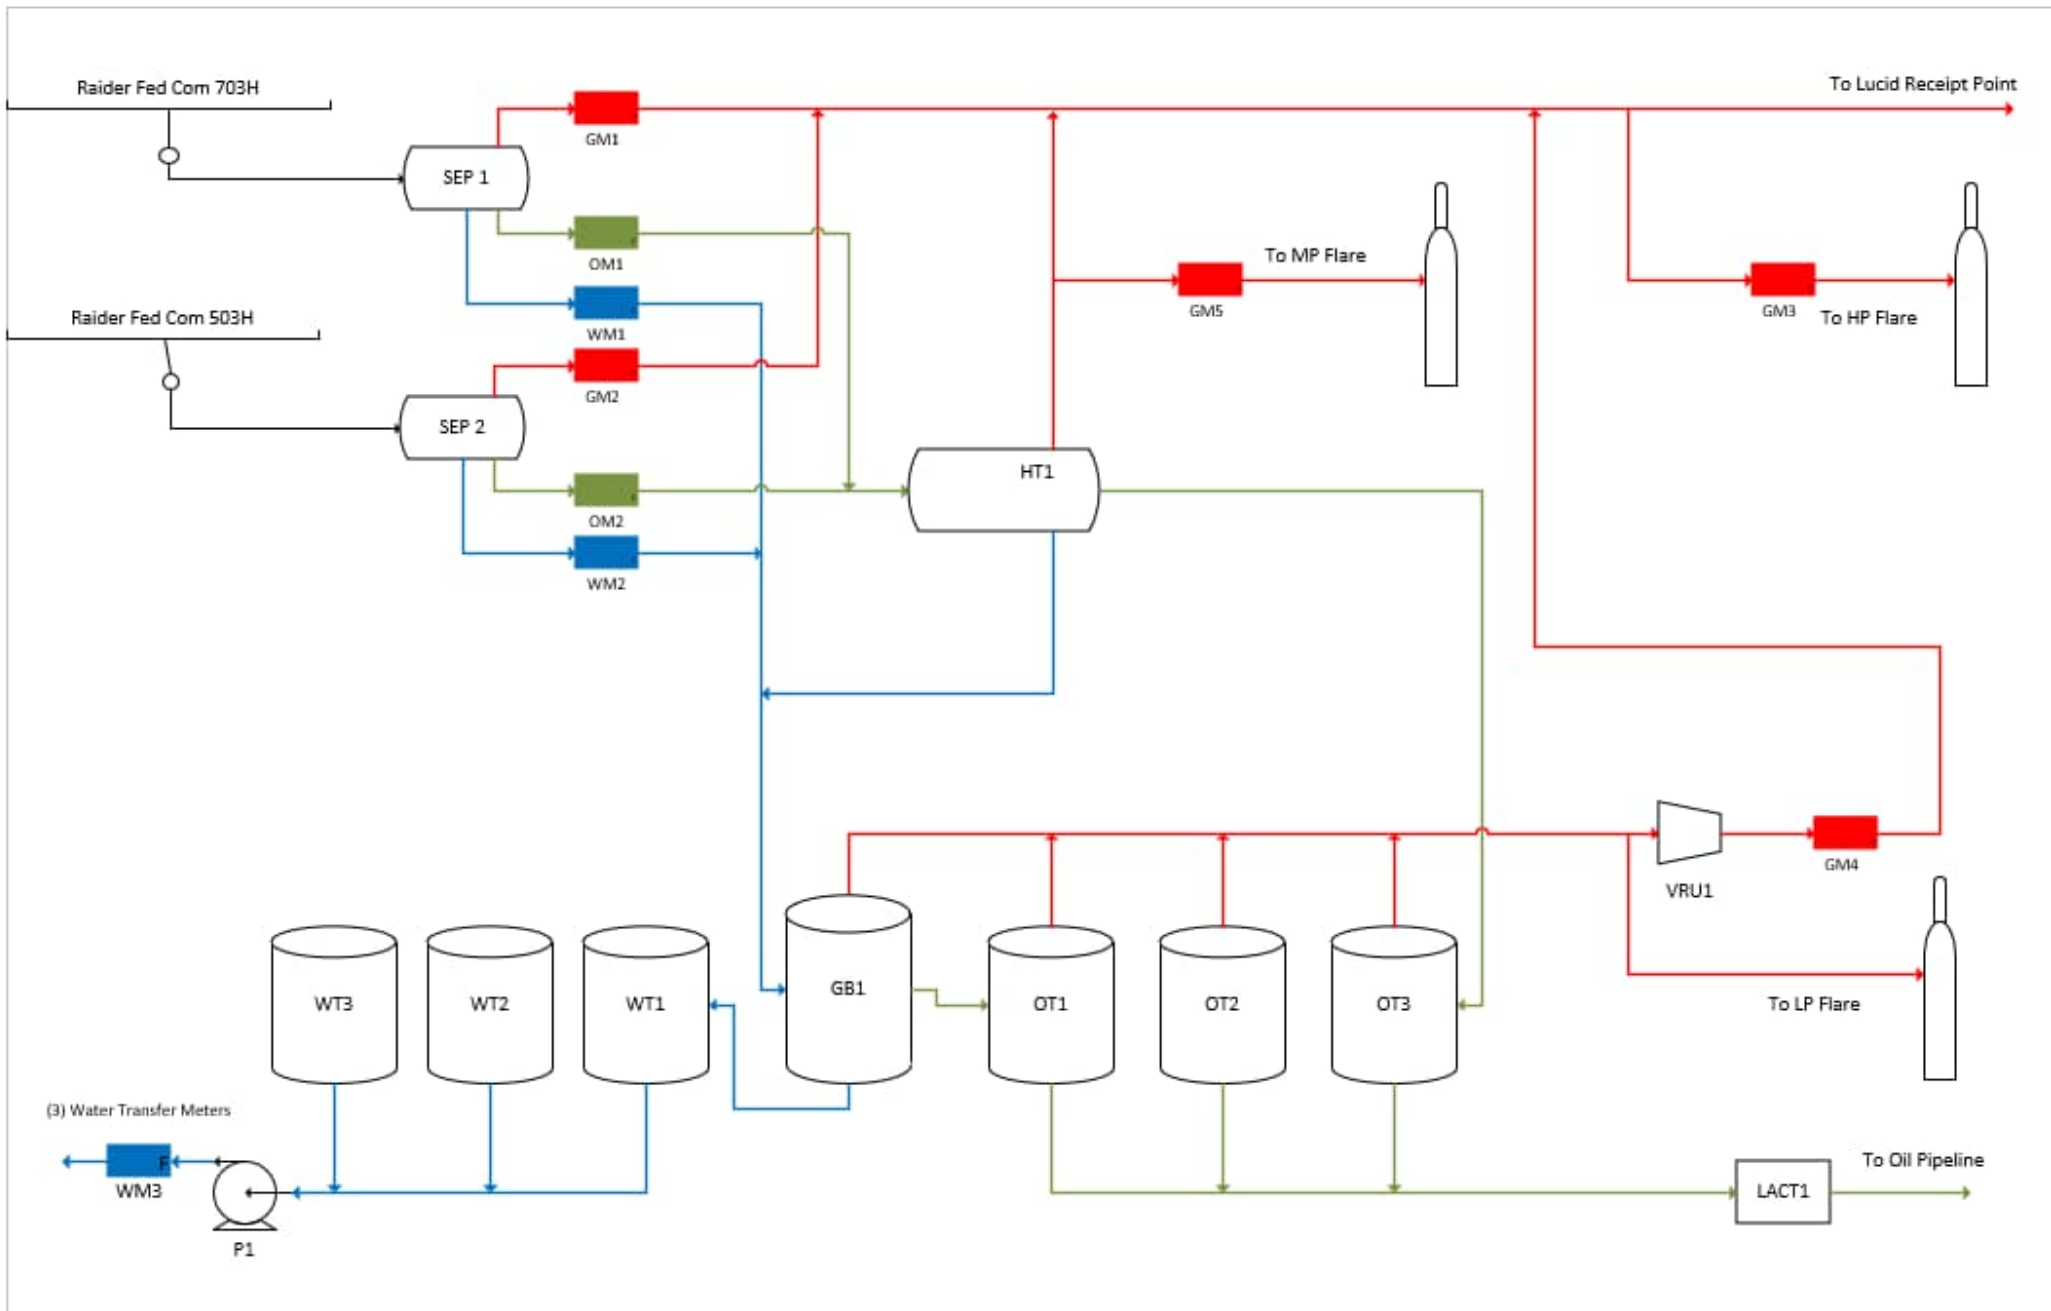 Raider Fed Com 703H
To Lucid Receipt Point
GM1
SEP 1
OM1
To MP Flare
GM5
GM3
To HP Flare
WM1
Raider Fed Com 503H
GM2
SEP 2
HT1
OM2
WM2
GM4
VRU1
WT3
WT2
WT1
GB1
OT1
OT2
OT3
To LP Flare
(3) Water Transfer Meters
F
WM3
P1
LACT1
To Oil Pipeline